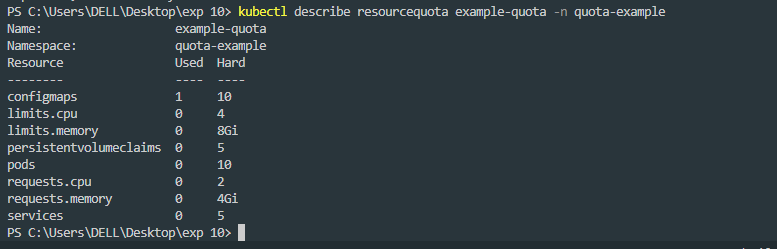 PS C:\Users\DELL\Desktop\exp 10> kubectl describe resourcequota example-quota -n quota-example
Name: example-quota
Namespace: quota-example
Resource Used Hard
-------- ---- ----
configmaps 1 10
limits.cpu 0 4
limits.memory 0 8Gi
persistentvolumeclaims 0 5
pods 0 10
requests.cpu 0 2
requests.memory 0 4Gi
services 0 5
PS C:\Users\DELL\Desktop\exp 10>